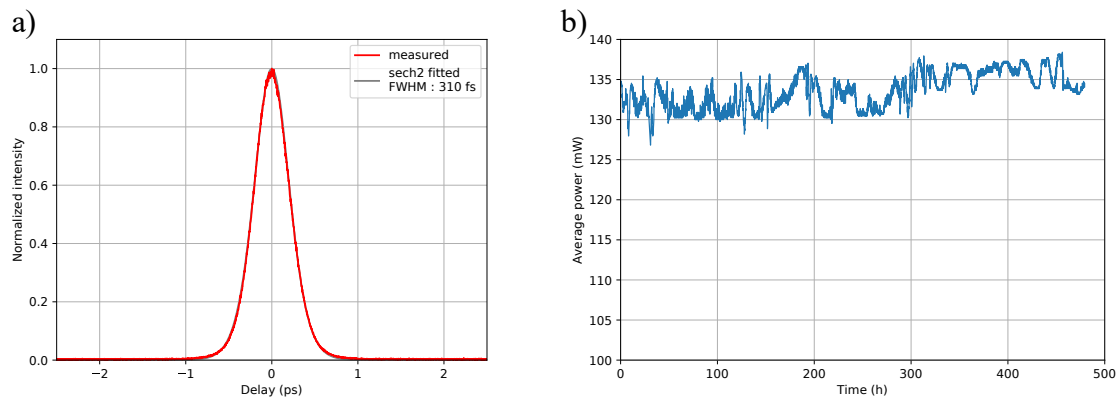 a)
measured
sech2 fitted
FWHM : 310 fs
1.0
0.8
0.6
0.4
0.2
0.0
Normalized intensity
−2
−1
0
1
2
Delay (ps)
b)
140
135
130
125
120
115
110
105
100
Average power (mW)
0
100
200
300
400
500
Time (h)